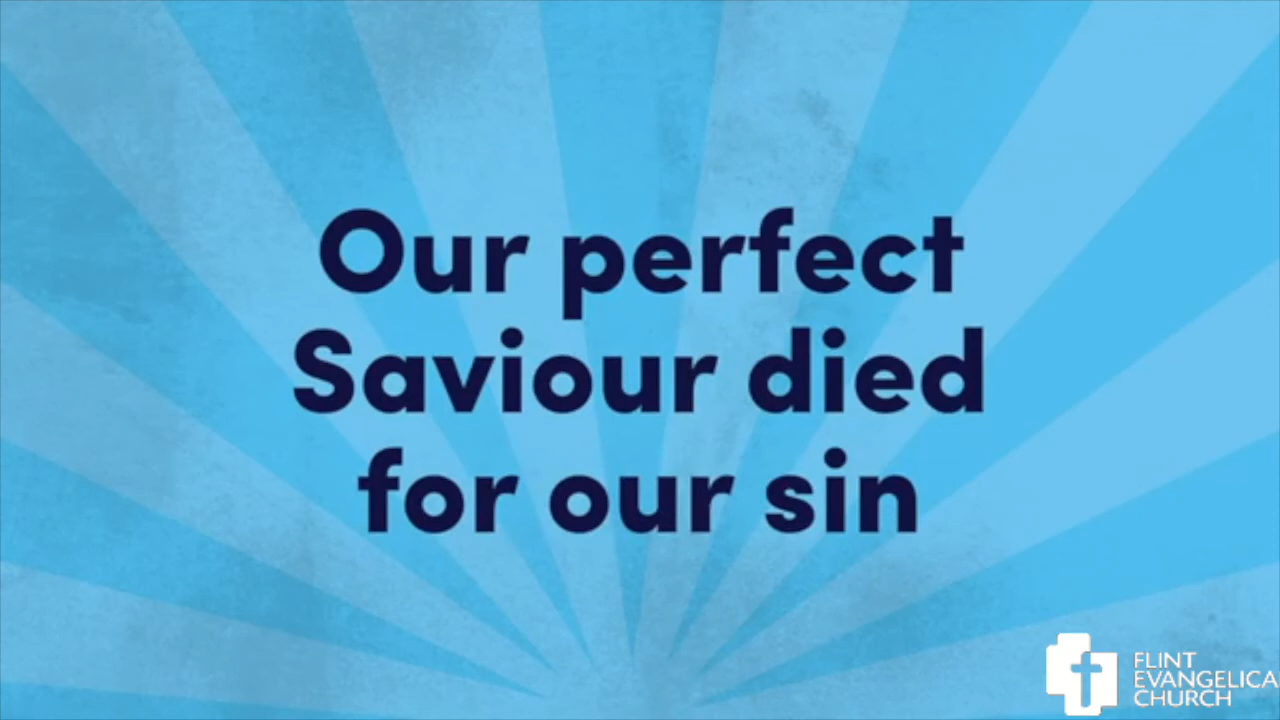 Our perfect
Saviour died
for our sin
FLINT
EVANGELICA
CHURCH